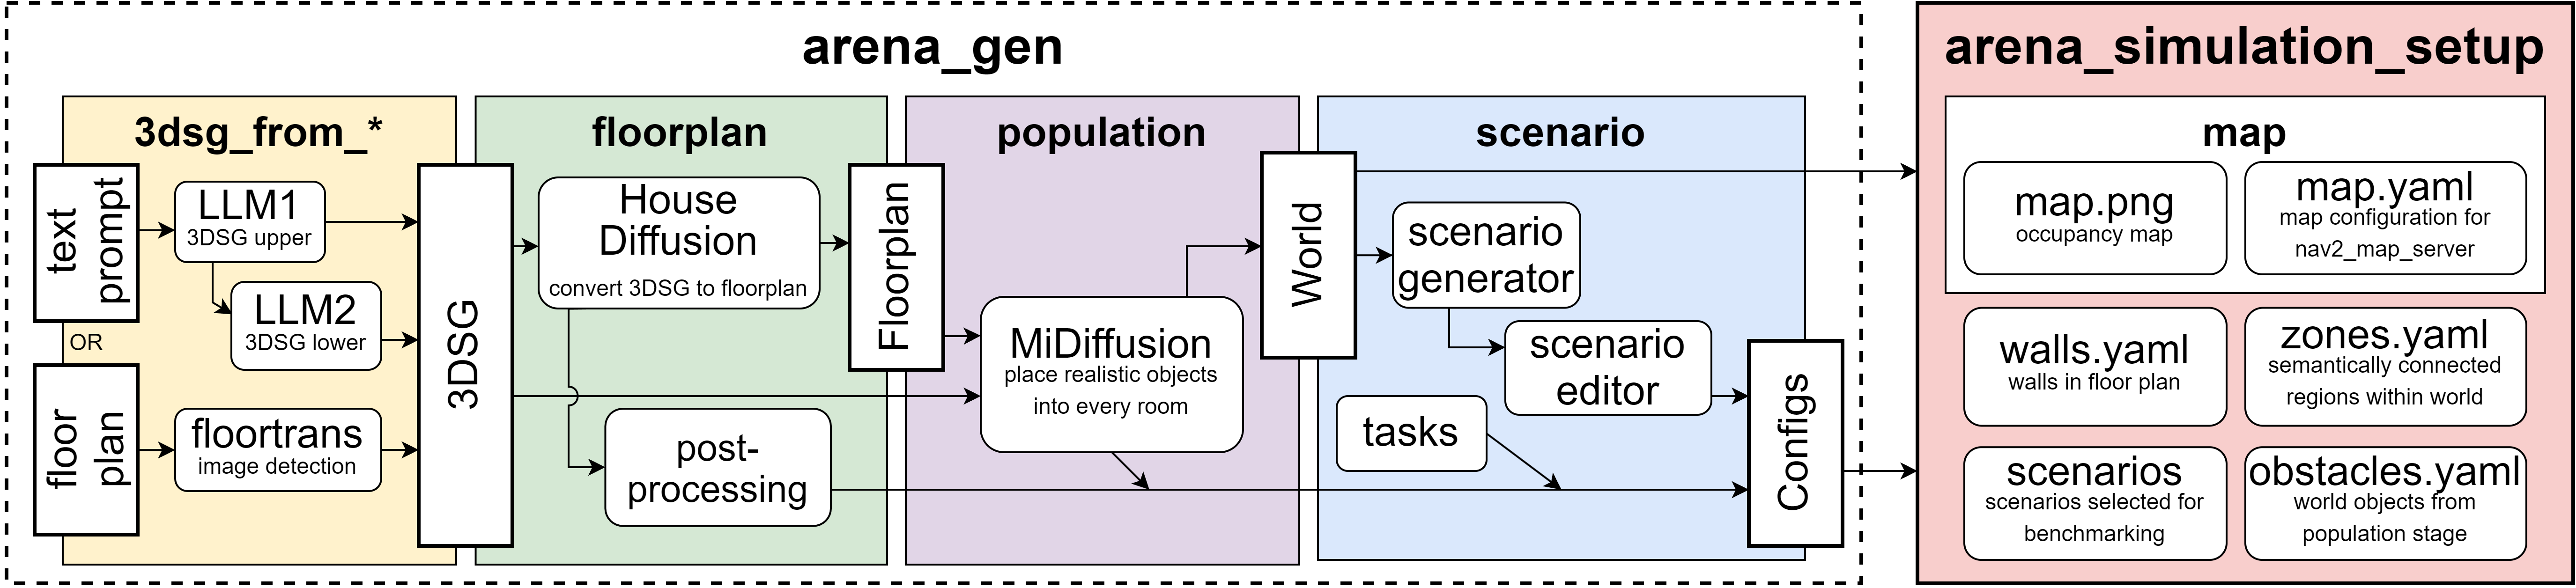 arena_gen
3dsg_from_*
text
prompt
OR
floor
plan
LLM1
3DSG upper
LLM2
3DSG lower
floortrans
image detection
3DSG
floorplan
House
Diffusion
convert 3DSG to floorplan
post-
processing
Floorplan
population
MiDiffusion
place realistic objects
into every room
World
scenario
scenario
generator
scenario
editor
tasks
Configs
arena_simulation_setup
map
map.png
occupancy map
map.yaml
map configuration for
nav2_map_server
walls.yaml
walls in floor plan
zones.yaml
semantically connected
regions within world
scenarios
scenarios selected for
benchmarking
obstacles.yaml
world objects from
population stage